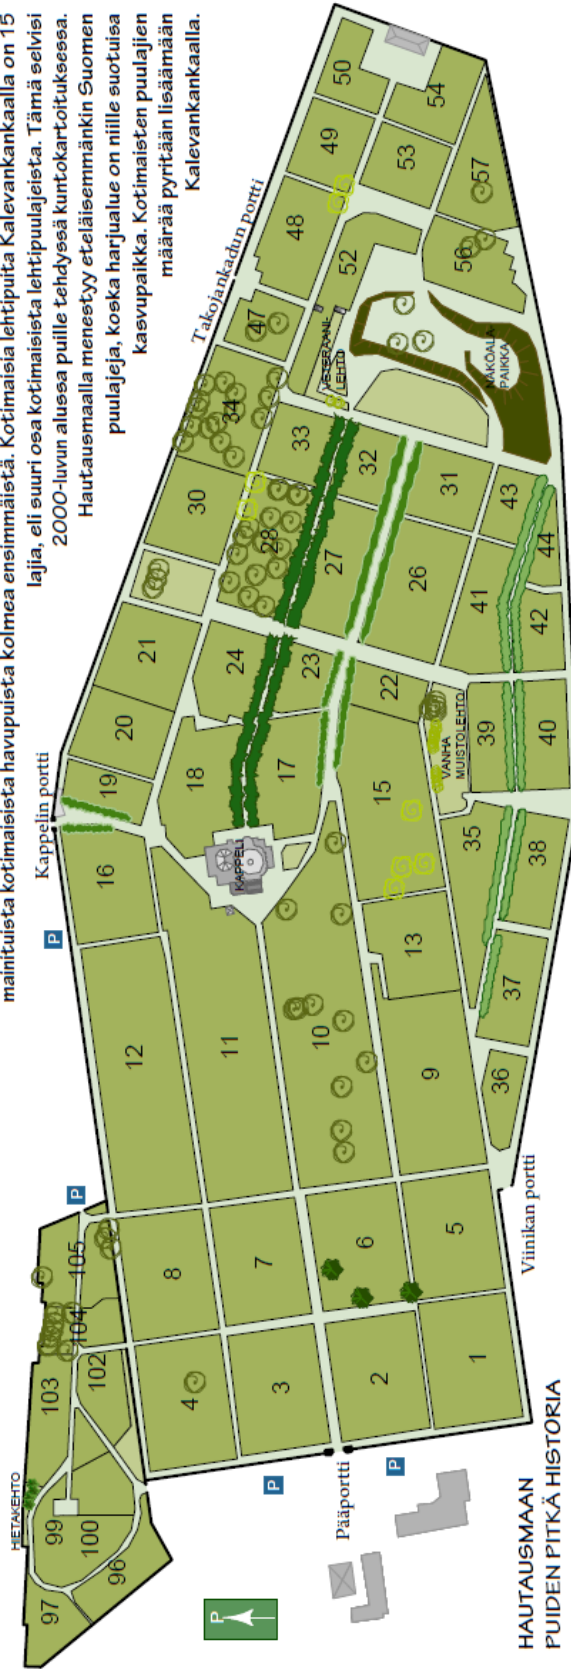 mainituista kotimaisista havupuista kolmea ensimmäistä. Kotimaisia lehtipuita Kalevankankaalla on 15
lajia, eli suuri osa kotimaisista lehtipuulajeista. Tämä selvisi
2000-luvun alussa puille tehdyssä kuntokartoituksessa.
Hautausmaalla menestyy eteläisemmänkin Suomen
puulajeja, koska harjualue on niille suotuisa
kasvupaikka. Kotimaisten puulajien
määrää pyritään lisäämään
Kalevankankaalla.
HIETAKEHTO
97
99
100
96
103
102
104
105
P
P
Kappelin portti
Takojankadun portti
4
8
12
16
19
20
21
30
34
47
48
49
50
3
7
11
18
24
28
33
52
53
54
KAPPELI
17
23
27
32
VETERAANI-
LEHTO
56
57
2
6
10
15
22
26
31
NÄKÖALA-
PAIKKA
1
5
9
13
VANHA
MUISTOLEHTO
36
37
35
38
39
40
41
42
43
44
P
P
P
Pääportti
Viinikan portti
HAUTAUSMAAN
PUIDEN PITKÄ HISTORIA